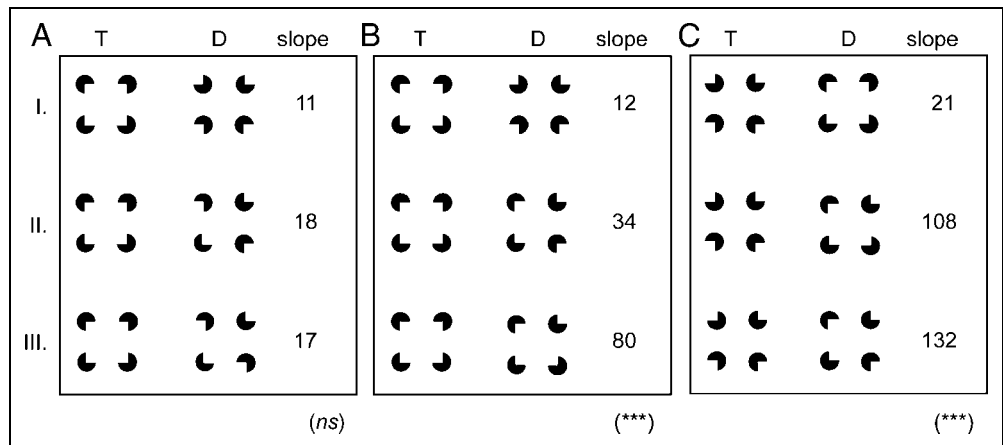 A T D slope B T D slope C T D slope
I. 11 12 21
II. 18 34 108
III. 17 80 132
(ns) (***) (***)